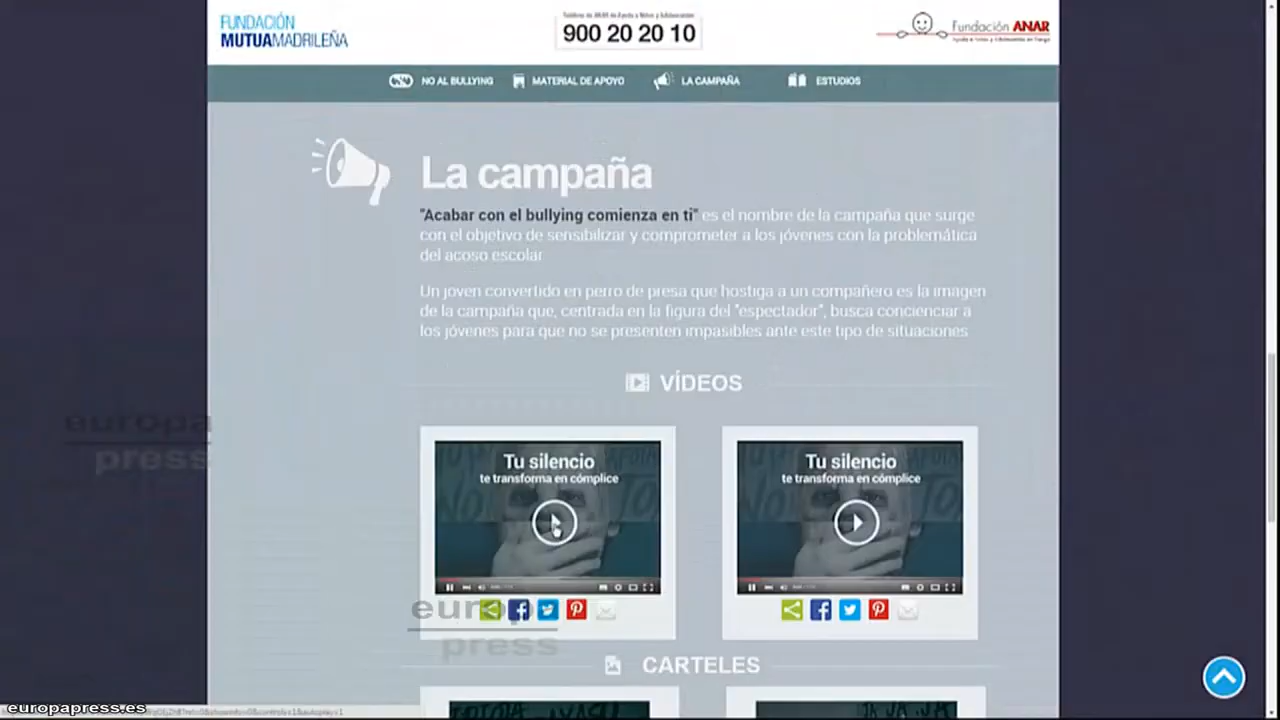 FUNDACIÓN
MUTUAMADRILEÑA
900 20 20 10
Fundación ANAR
NO AL BULLYING
MATERIAL DE APOYO
LA CAMPAÑA
ESTUDIOS
La campaña
"Acabar con el bullying comienza en ti" es el nombre de la campaña que surge
con el objetivo de sensibilizar y comprometer a los jóvenes con la problemática
del acoso escolar
Un joven convertido en perro de presa que hostiga a un compañero es la imagen
de la campaña que, centrada en la figura del "espectador", busca concienciar a
los jóvenes para que no se presenten impasibles ante este tipo de situaciones
VÍDEOS
europa
press
Tu silencio
te transforma en cómplice
Tu silencio
te transforma en cómplice
europa
press
CARTELES
europapress.es